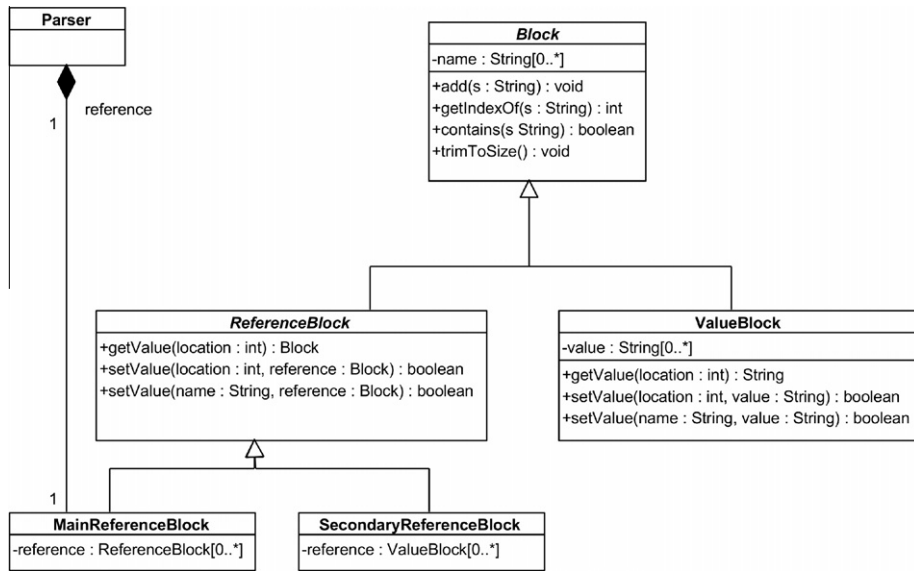 Parser
reference
1
1
Block
-name : String[0..*]
+add(s : String) : void
+getIndexOf(s : String) : int
+contains(s String) : boolean
+trimToSize() : void
ReferenceBlock
+getValue(location : int) : Block
+setValue(location : int, reference : Block) : boolean
+setValue(name : String, reference : Block) : boolean
ValueBlock
-value : String[0..*]
+getValue(location : int) : String
+setValue(location : int, value : String) : boolean
+setValue(name : String, value : String) : boolean
MainReferenceBlock
-reference : ReferenceBlock[0..*]
SecondaryReferenceBlock
-reference : ValueBlock[0..*]